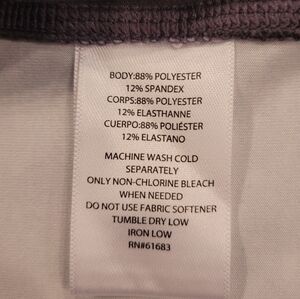 BODY:88% POLYESTER
12% SPANDEX
CORPS:88% POLYESTER
12% ELASTHANNE
CUERPO:88% POLIÉSTER
12% ELASTANO
MACHINE WASH COLD
SEPARATELY
ONLY NON-CHLORINE BLEACH
WHEN NEEDED
DO NOT USE FABRIC SOFTENER
TUMBLE DRY LOW
IRON LOW
RN#61683